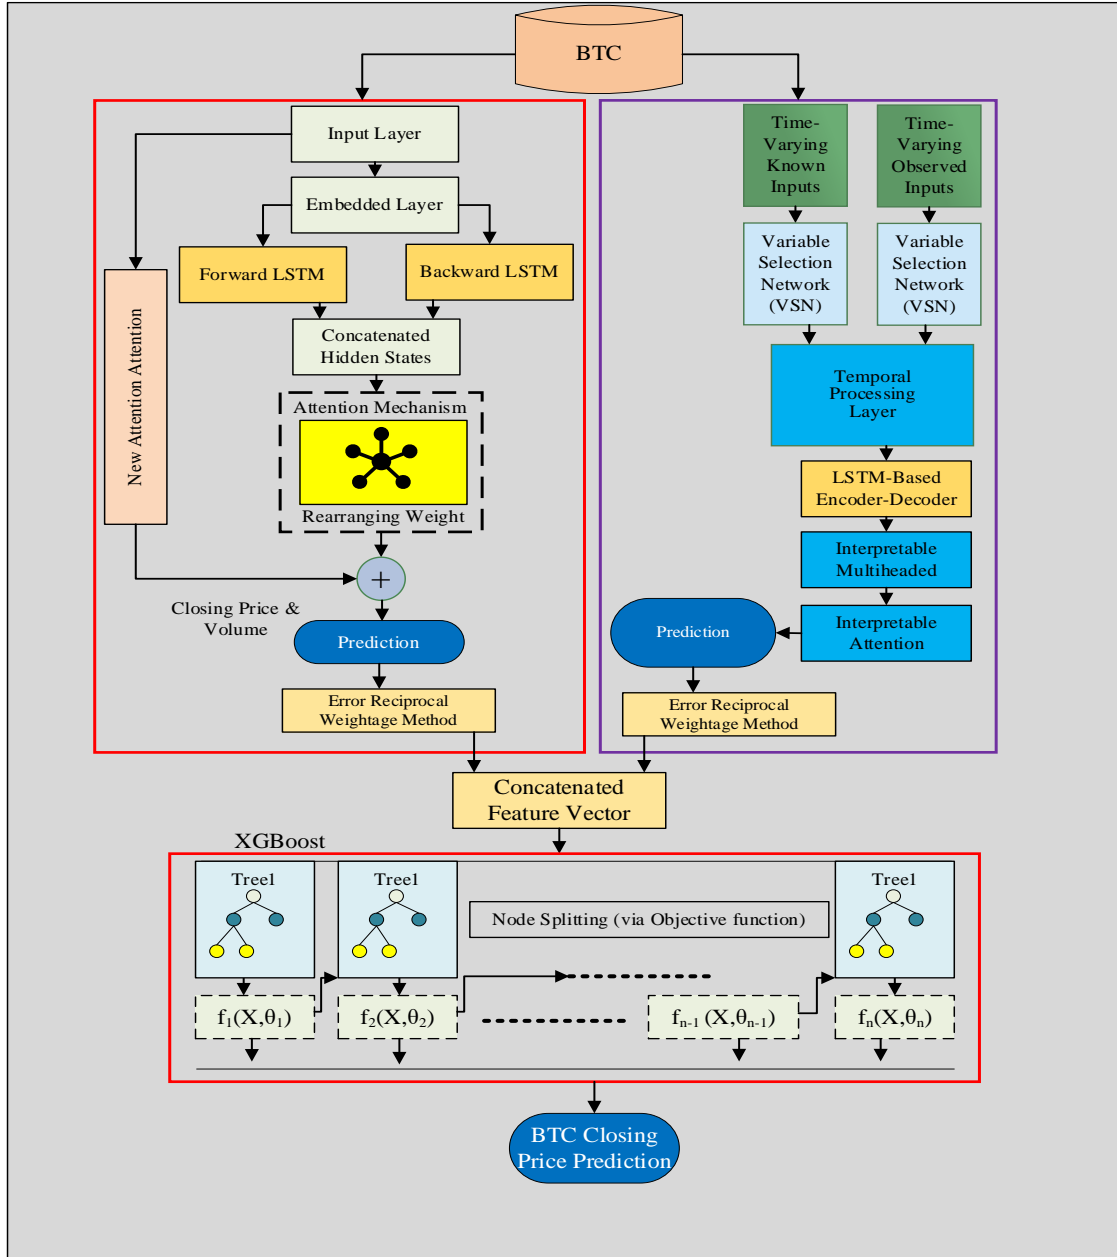 BTC
Input Layer
Embedded Layer
Forward LSTM
Backward LSTM
Concatenated
Hidden States
New Attention Attention
Attention Mechanism
Rearranging Weight
+
Closing Price &
Volume
Prediction
Error Reciprocal
Weightage Method
Time-
Varying
Known
Inputs
Time-
Varying
Observed
Inputs
Variable
Selection
Network
(VSN)
Variable
Selection
Network
(VSN)
Temporal
Processing
Layer
LSTM-Based
Encoder-Decoder
Interpretable
Multiheaded
Interpretable
Attention
Prediction
Error Reciprocal
Weightage Method
Concatenated
Feature Vector
XGBoost
Tree1
Tree1
Node Splitting (via Objective function)
Tree1
f₁(X,θ₁)
f₂(X,θ₂)
fₙ₋₁ (X,θₙ₋₁)
fₙ(X,θₙ)
BTC Closing
Price Prediction